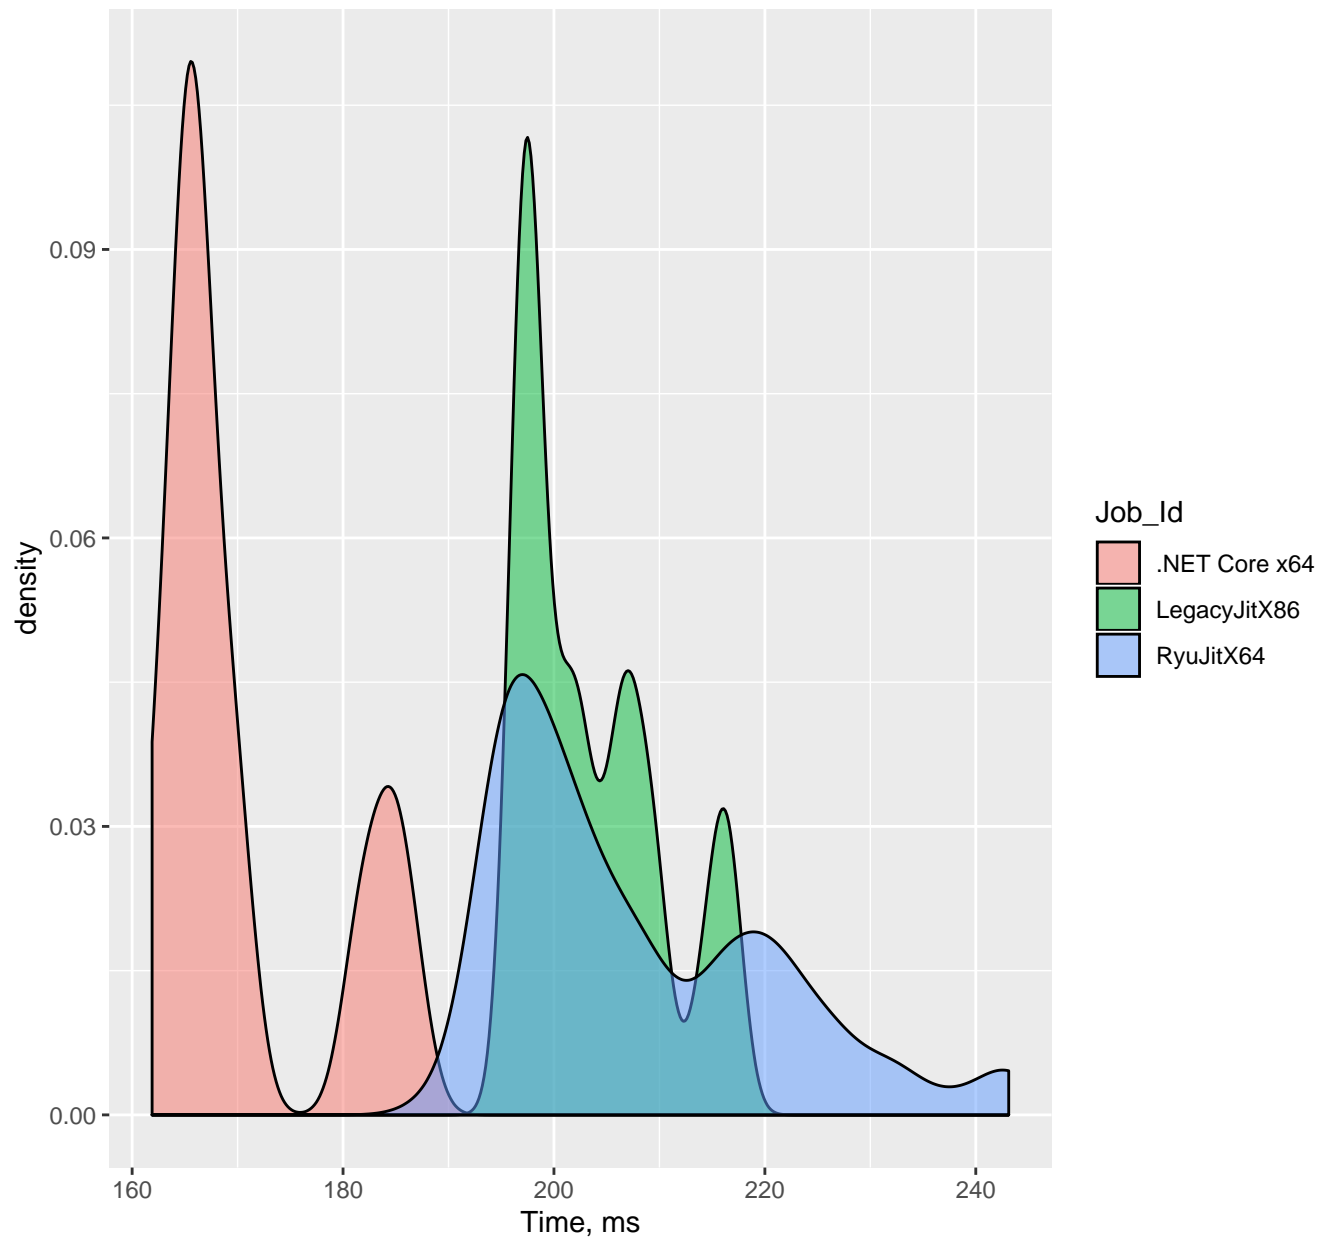 0.09
0.06
0.03
0.00
density
160
180
200
220
240
Time, ms
Job_Id
.NET Core x64
LegacyJitX86
RyuJitX64